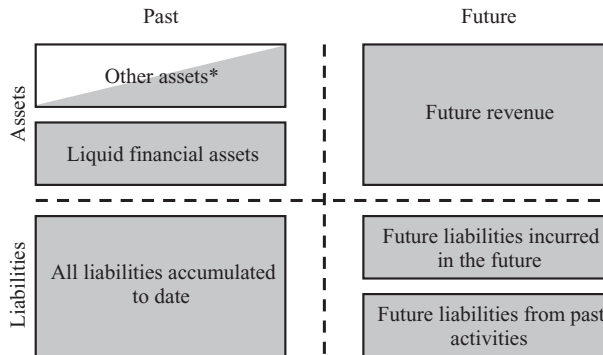 Past
Future
Assets
Other assets*
Liquid financial assets
Future revenue
Liabilities
All liabilities accumulated
to date
Future liabilities incurred
in the future
Future liabilities from past
activities